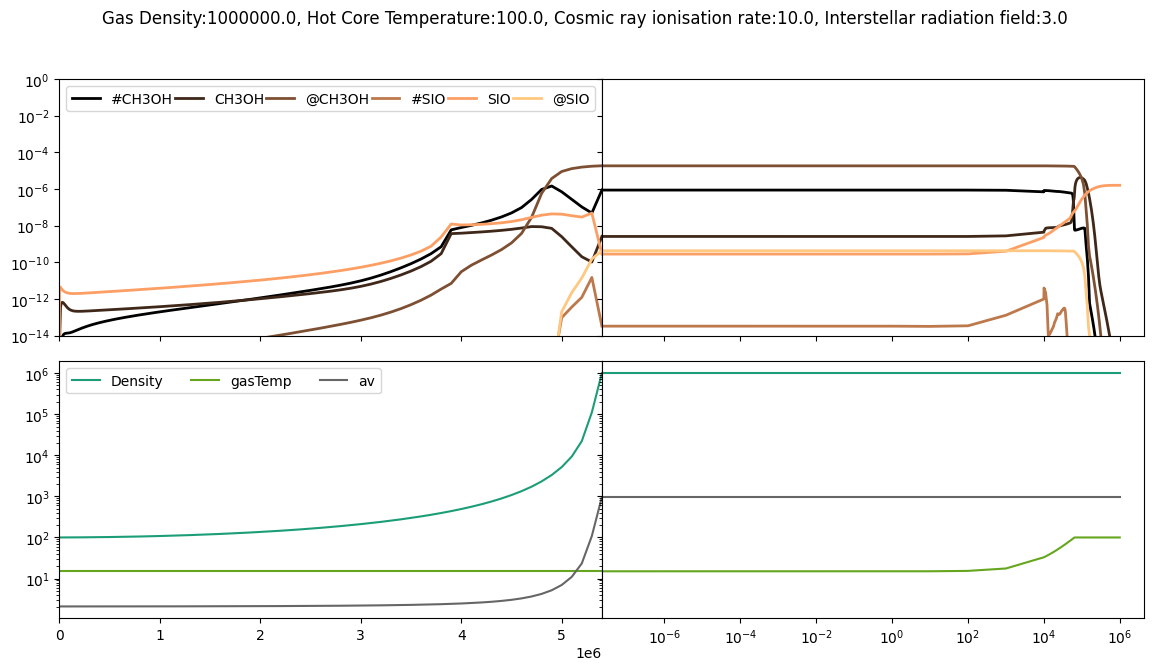 Gas Density:1000000.0, Hot Core Temperature:100.0, Cosmic ray ionisation rate:10.0, Interstellar radiation field:3.0
#CH3OH CH3OH @CH3OH #SIO SIO @SIO
10^0
10^-2
10^-4
10^-6
10^-8
10^-10
10^-12
10^-14
Density gasTemp av
10^6
10^5
10^4
10^3
10^2
10^1
0 1 2 3 4 5
1e6
10^-6 10^-4 10^-2 10^0 10^2 10^4 10^6